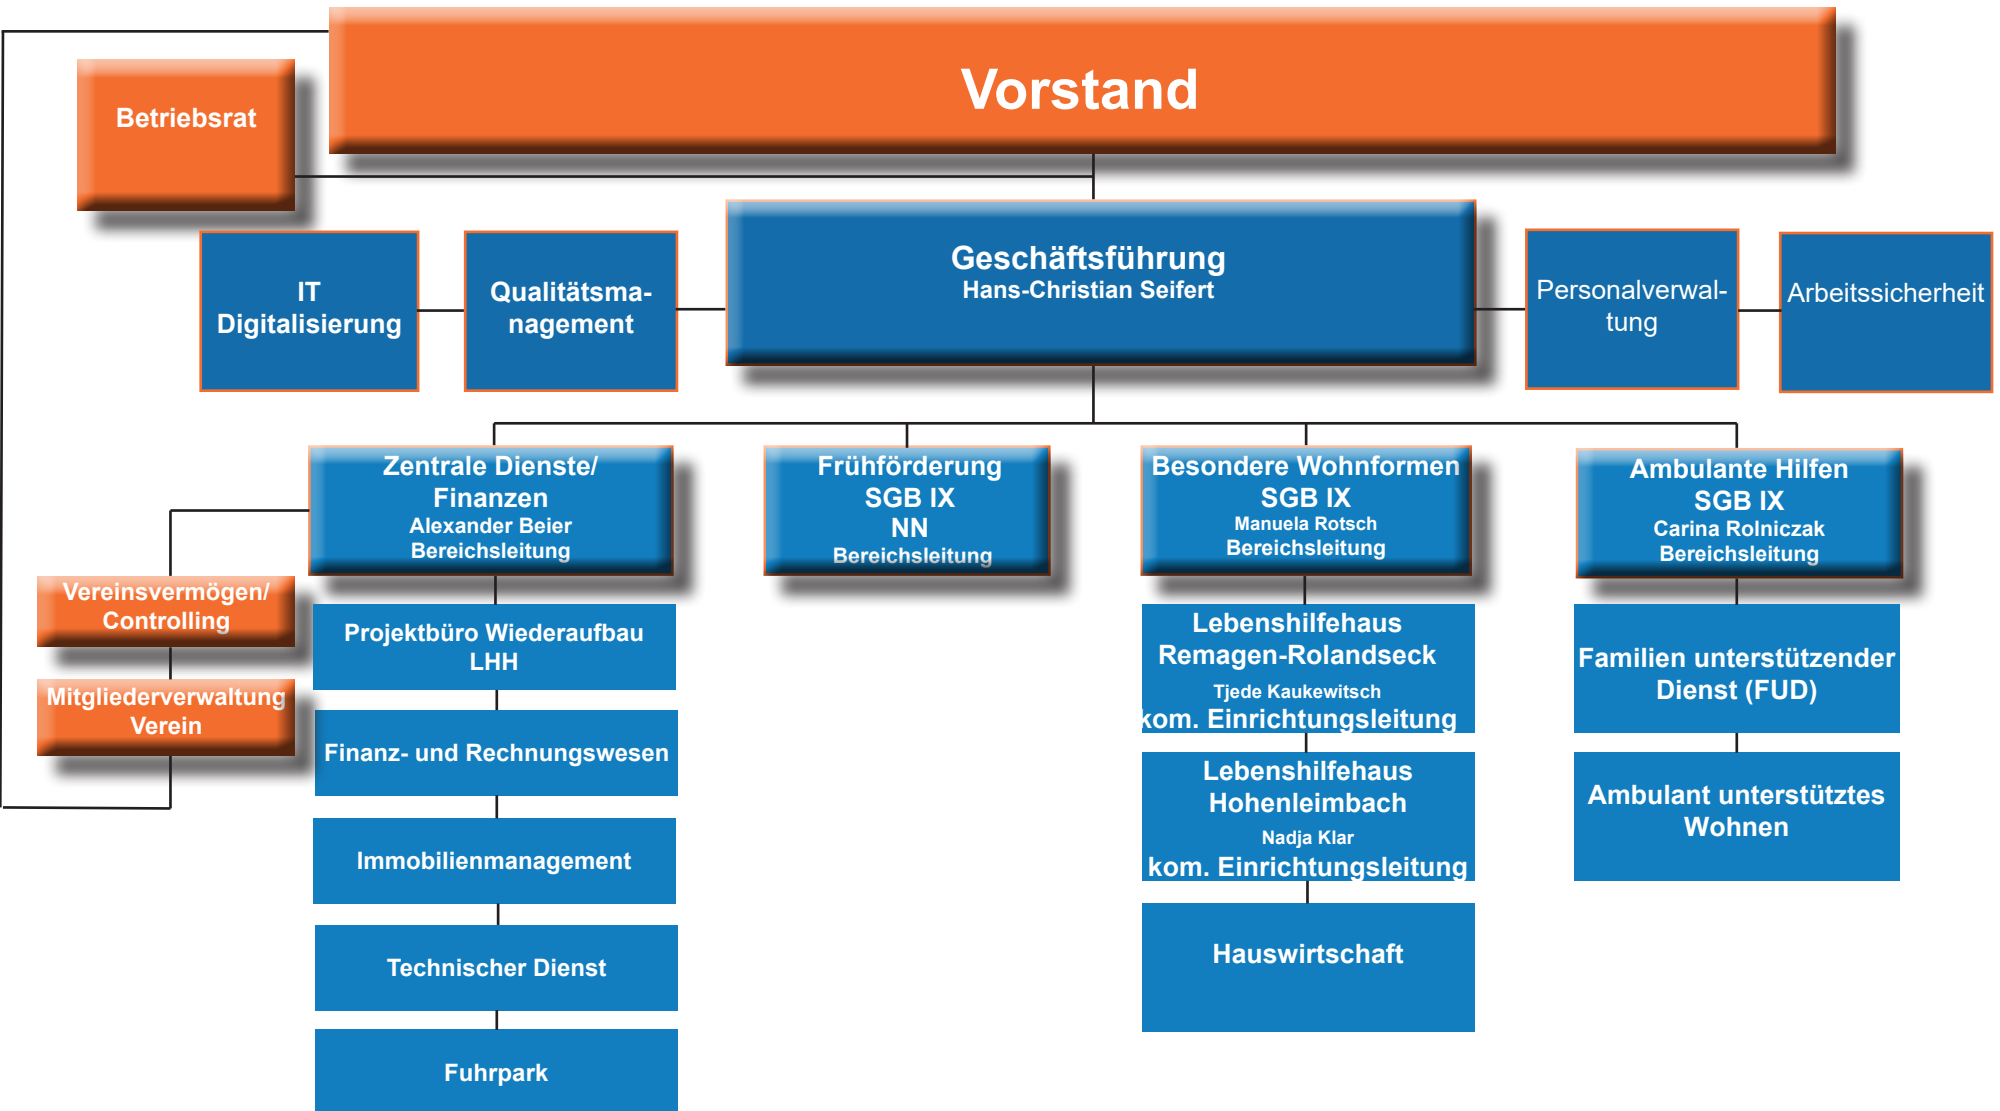 Vorstand
Betriebsrat
IT
Digitalisierung
Qualitätsma-
nagement
Geschäftsführung
Hans-Christian Seifert
Personalverwal-
tung
Arbeitssicherheit
Zentrale Dienste/
Finanzen
Alexander Beier
Bereichsleitung
Frühförderung
SGB IX
NN
Bereichsleitung
Besondere Wohnformen
SGB IX
Manuela Rotsch
Bereichsleitung
Ambulante Hilfen
SGB IX
Carina Rolniczak
Bereichsleitung
Vereinsvermögen/
Controlling
Mitgliederverwaltung
Verein
Projektbüro Wiederaufbau
LHH
Finanz- und Rechnungswesen
Immobilienmanagement
Technischer Dienst
Fuhrpark
Lebenshilfehaus
Remagen-Rolandseck
Tjede Kaukewitsch
kom. Einrichtungsleitung
Lebenshilfehaus
Hohenleimbach
Nadja Klar
kom. Einrichtungsleitung
Hauswirtschaft
Familien unterstützender
Dienst (FUD)
Ambulant unterstütztes
Wohnen